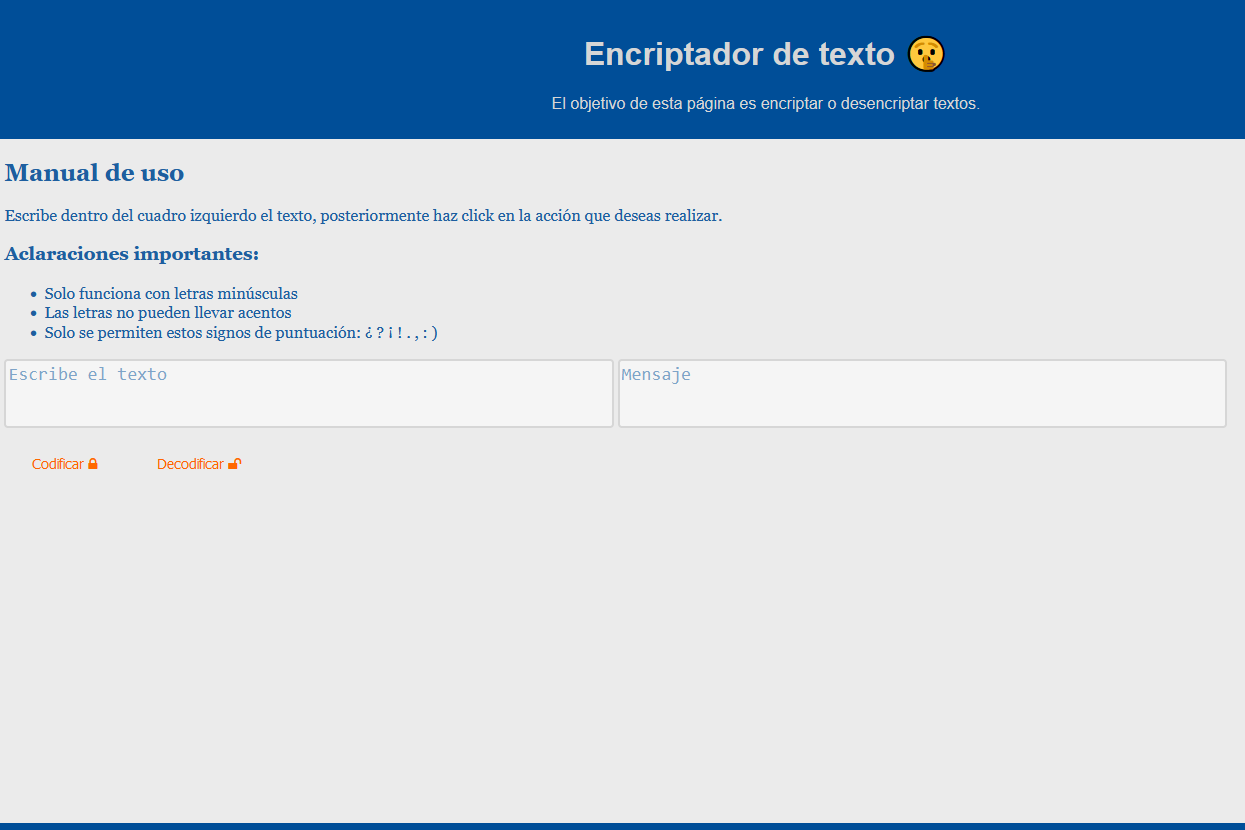 Encriptador de texto 🤫
El objetivo de esta página es encriptar o desencriptar textos.
Manual de uso
Escribe dentro del cuadro izquierdo el texto, posteriormente haz click en la acción que deseas realizar.
Aclaraciones importantes:
• Solo funciona con letras minúsculas
• Las letras no pueden llevar acentos
• Solo se permiten estos signos de puntuación: ¿ ? ¡ ! . , : )
Escribe el texto
Mensaje
Codificar
Decodificar